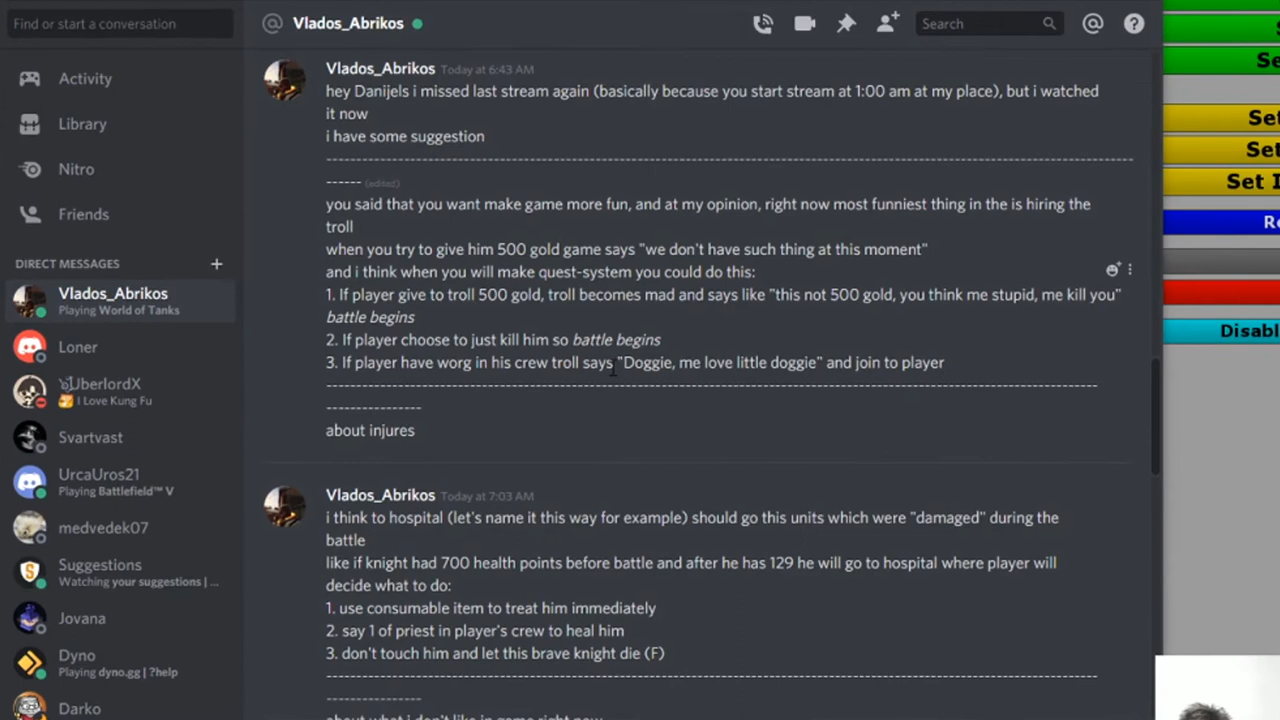 Find or start a conversation
Activity
Library
Nitro
Friends
DIRECT MESSAGES
Vlados_Abrikos
Playing World of Tanks
Loner
UberlordX
I Love Kung Fu
Svartvast
UrcaUros21
Playing Battlefield™ V
medvedek07
Suggestions
Watching your suggestions | ...
Jovana
Dyno
Playing dyno.gg | ?help
Darko
@ Vlados_Abrikos
Search
Vlados_Abrikos Today at 6:43 AM
hey Danijels i missed last stream again (basically because you start stream at 1:00 am at my place), but i watched
it now
i have some suggestion
------ (edited)
you said that you want make game more fun, and at my opinion, right now most funniest thing in the is hiring the
troll
when you try to give him 500 gold game says "we don't have such thing at this moment"
and i think when you will make quest-system you could do this:
1. If player give to troll 500 gold, troll becomes mad and says like "this not 500 gold, you think me stupid, me kill you"
battle begins
2. If player choose to just kill him so battle begins
3. If player have worg in his crew troll says "Doggie, me love little doggie" and join to player
about injures
Vlados_Abrikos Today at 7:03 AM
i think to hospital (let's name it this way for example) should go this units which were "damaged" during the
battle
like if knight had 700 health points before battle and after he has 129 he will go to hospital where player will
decide what to do:
1. use consumable item to treat him immediately
2. say 1 of priest in player's crew to heal him
3. don't touch him and let this brave knight die (F)
about what i don't like in game right now
Set
Set
Set
Disabl